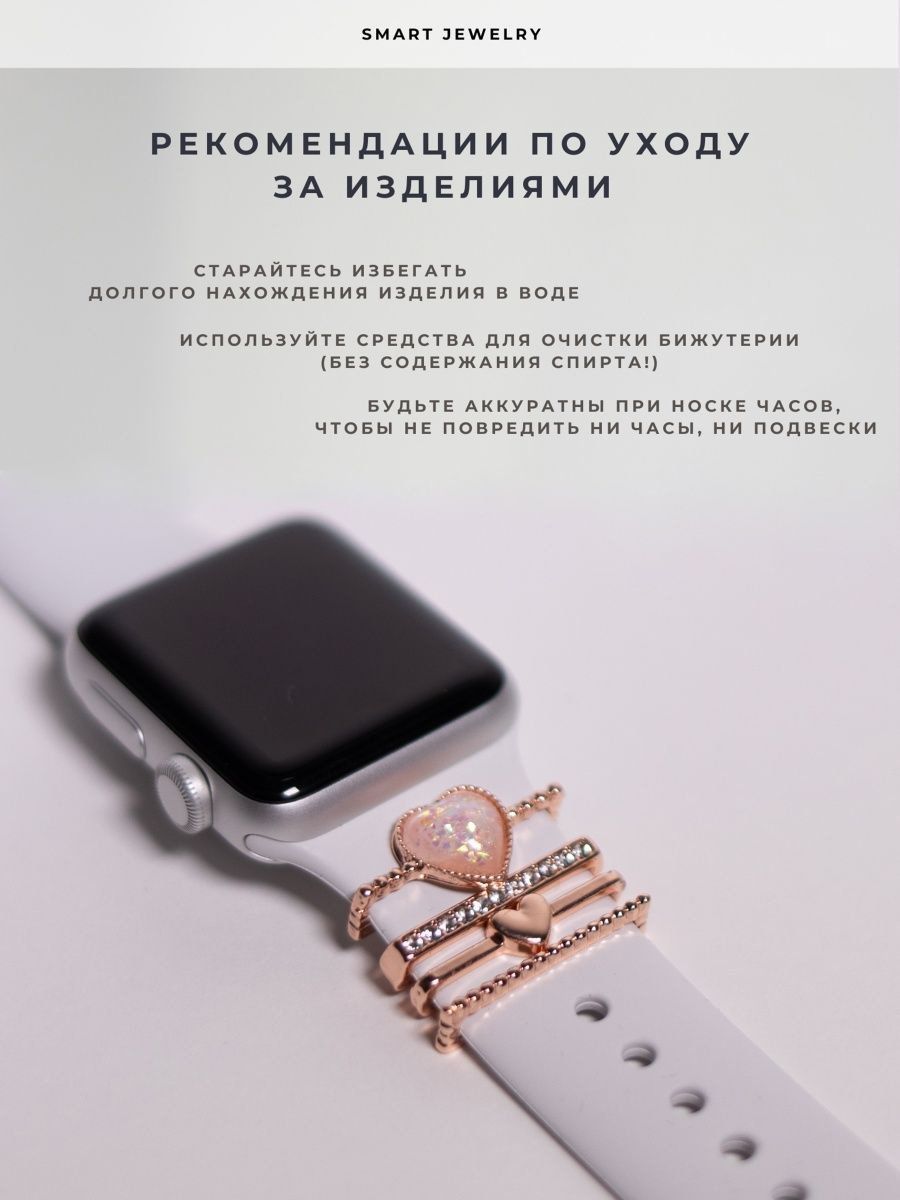 SMART JEWELRY
РЕКОМЕНДАЦИИ ПО УХОДУ
ЗА ИЗДЕЛИЯМИ
СТАРАЙТЕСЬ ИЗБЕГАТЬ
ДОЛГОГО НАХОЖДЕНИЯ ИЗДЕЛИЯ В ВОДЕ
ИСПОЛЬЗУЙТЕ СРЕДСТВА ДЛЯ ОЧИСТКИ БИЖУТЕРИИ
(БЕЗ СОДЕРЖАНИЯ СПИРТА!)
БУДЬТЕ АККУРАТНЫ ПРИ НОСКЕ ЧАСОВ,
ЧТОБЫ НЕ ПОВРЕДИТЬ НИ ЧАСЫ, НИ ПОДВЕСКИ